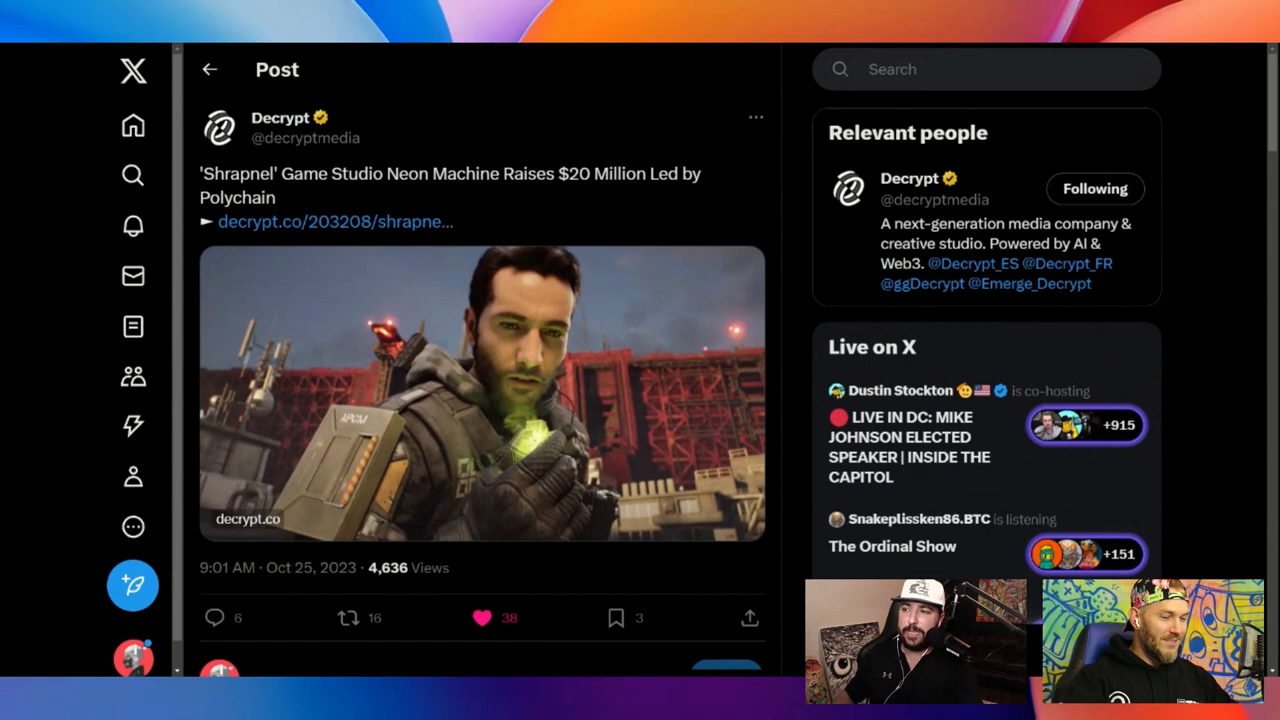 Post
Search
Decrypt
@decryptmedia
'Shrapnel' Game Studio Neon Machine Raises $20 Million Led by
Polychain
► decrypt.co/203208/shrapne...
APCM
decrypt.co
9:01 AM · Oct 25, 2023 · 4,636 Views
6
16
38
3
Relevant people
Decrypt
@decryptmedia
Following
A next-generation media company &
creative studio. Powered by AI &
Web3. @Decrypt_ES @Decrypt_FR
@ggDecrypt @Emerge_Decrypt
Live on X
Dustin Stockton is co-hosting
LIVE IN DC: MIKE
JOHNSON ELECTED
SPEAKER | INSIDE THE
CAPITOL
+915
Snakeplissken86.BTC is listening
The Ordinal Show
+151